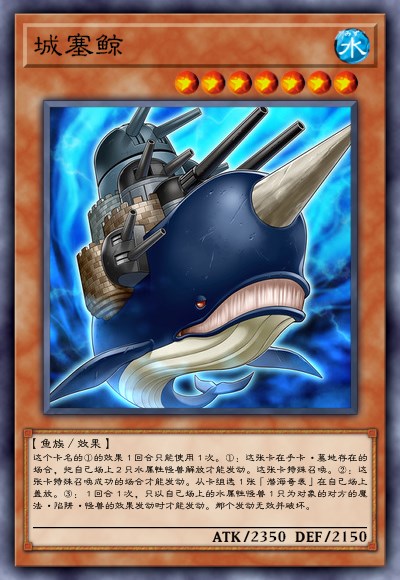 城塞鲸
水
【鱼族／效果】
这个卡名的①的效果1回合只能使用1次。①：这张卡在手卡·墓地存在的
场合，把自己场上2只水属性怪兽解放才能发动。这张卡特殊召唤。②：这
张卡特殊召唤成功的场合才能发动。从卡组选1张「潜海奇袭」在自己场上
盖放。③：1回合1次，只以自己场上的水属性怪兽1只为对象的对方的魔
法·陷阱·怪兽的效果发动时才能发动。那个发动无效并破坏。
ATK/2350 DEF/2150